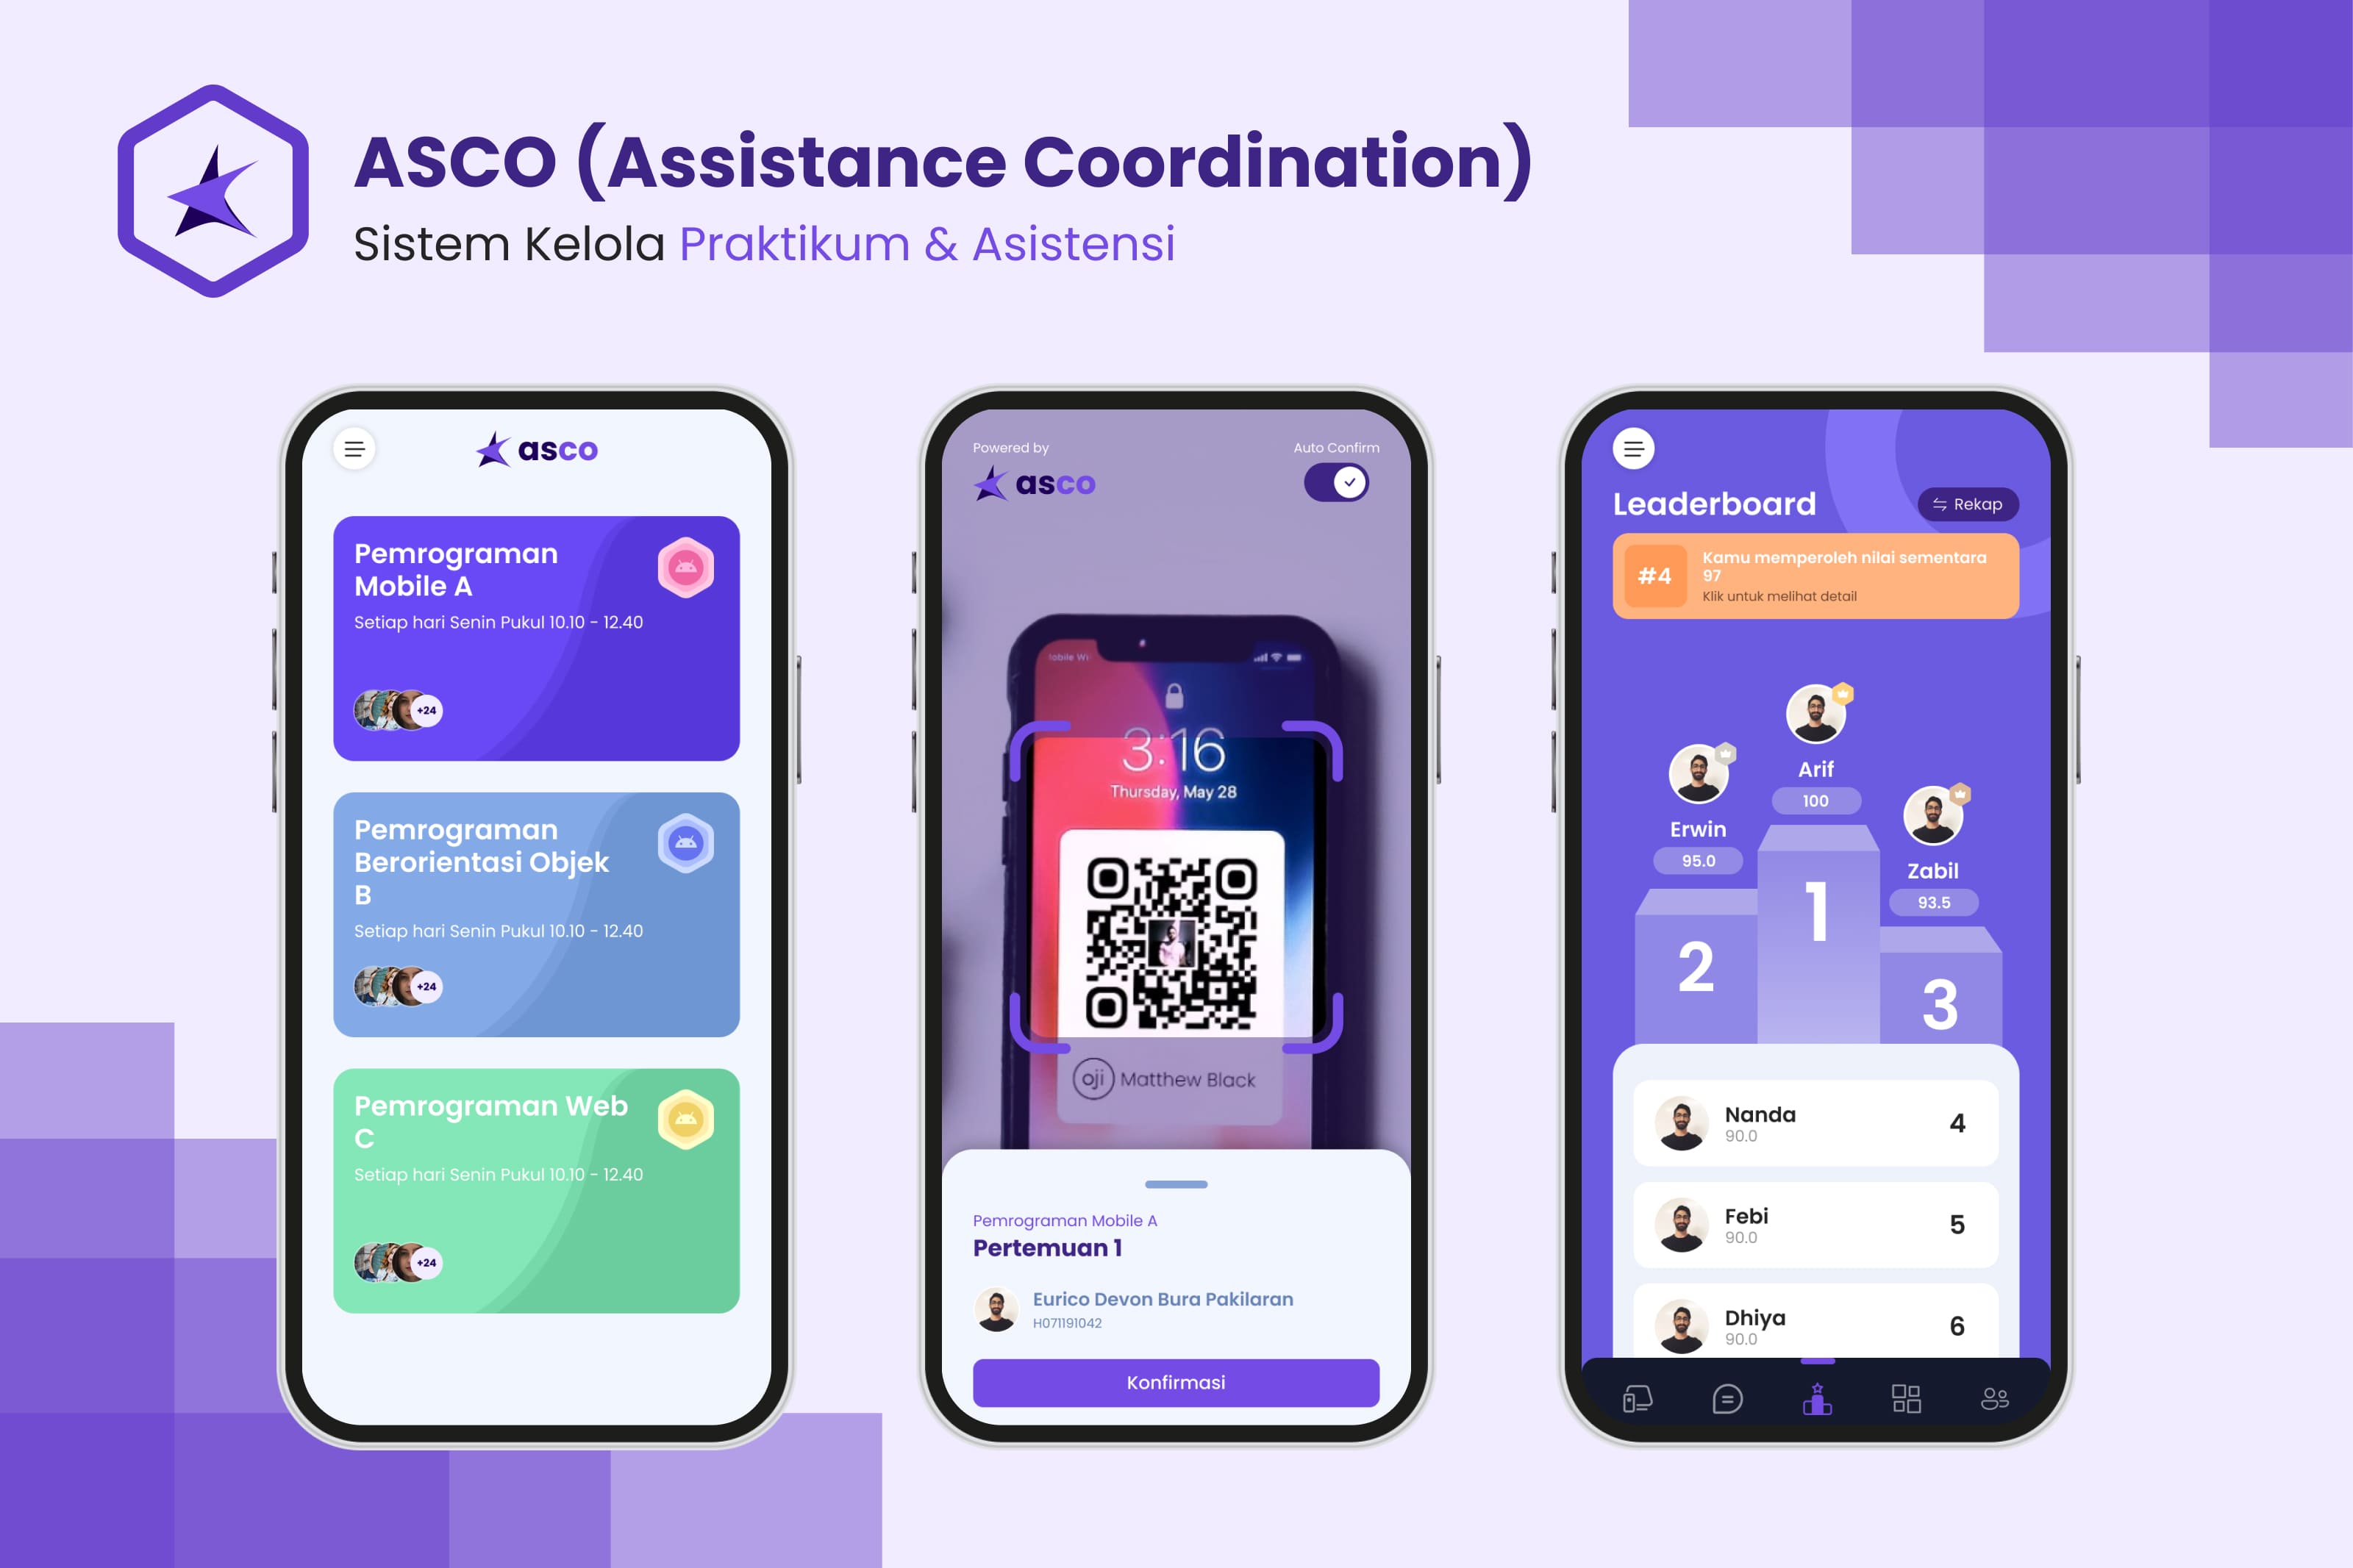 ASCO (Assistance Coordination)
Sistem Kelola Praktikum & Asistensi
asco
Pemrograman
Mobile A
Setiap hari Senin Pukul 10.10 - 12.40
+24
Pemrograman
Berorientasi Objek
B
Setiap hari Senin Pukul 10.10 - 12.40
+24
Pemrograman Web
C
Setiap hari Senin Pukul 10.10 - 12.40
+24
Powered by
Auto Confirm
asco
3:16
Thursday, May 28
oji Matthew Black
Pemrograman Mobile A
Pertemuan 1
Eurico Devon Bura Pakilaran
H071191042
Konfirmasi
Leaderboard
Rekap
#4
Kamu memperoleh nilai sementara
97
Klik untuk melihat detail
Arif
100
Erwin
95.0
Zabil
93.5
1
2
3
Nanda
90.0
4
Febi
90.0
5
Dhiya
90.0
6